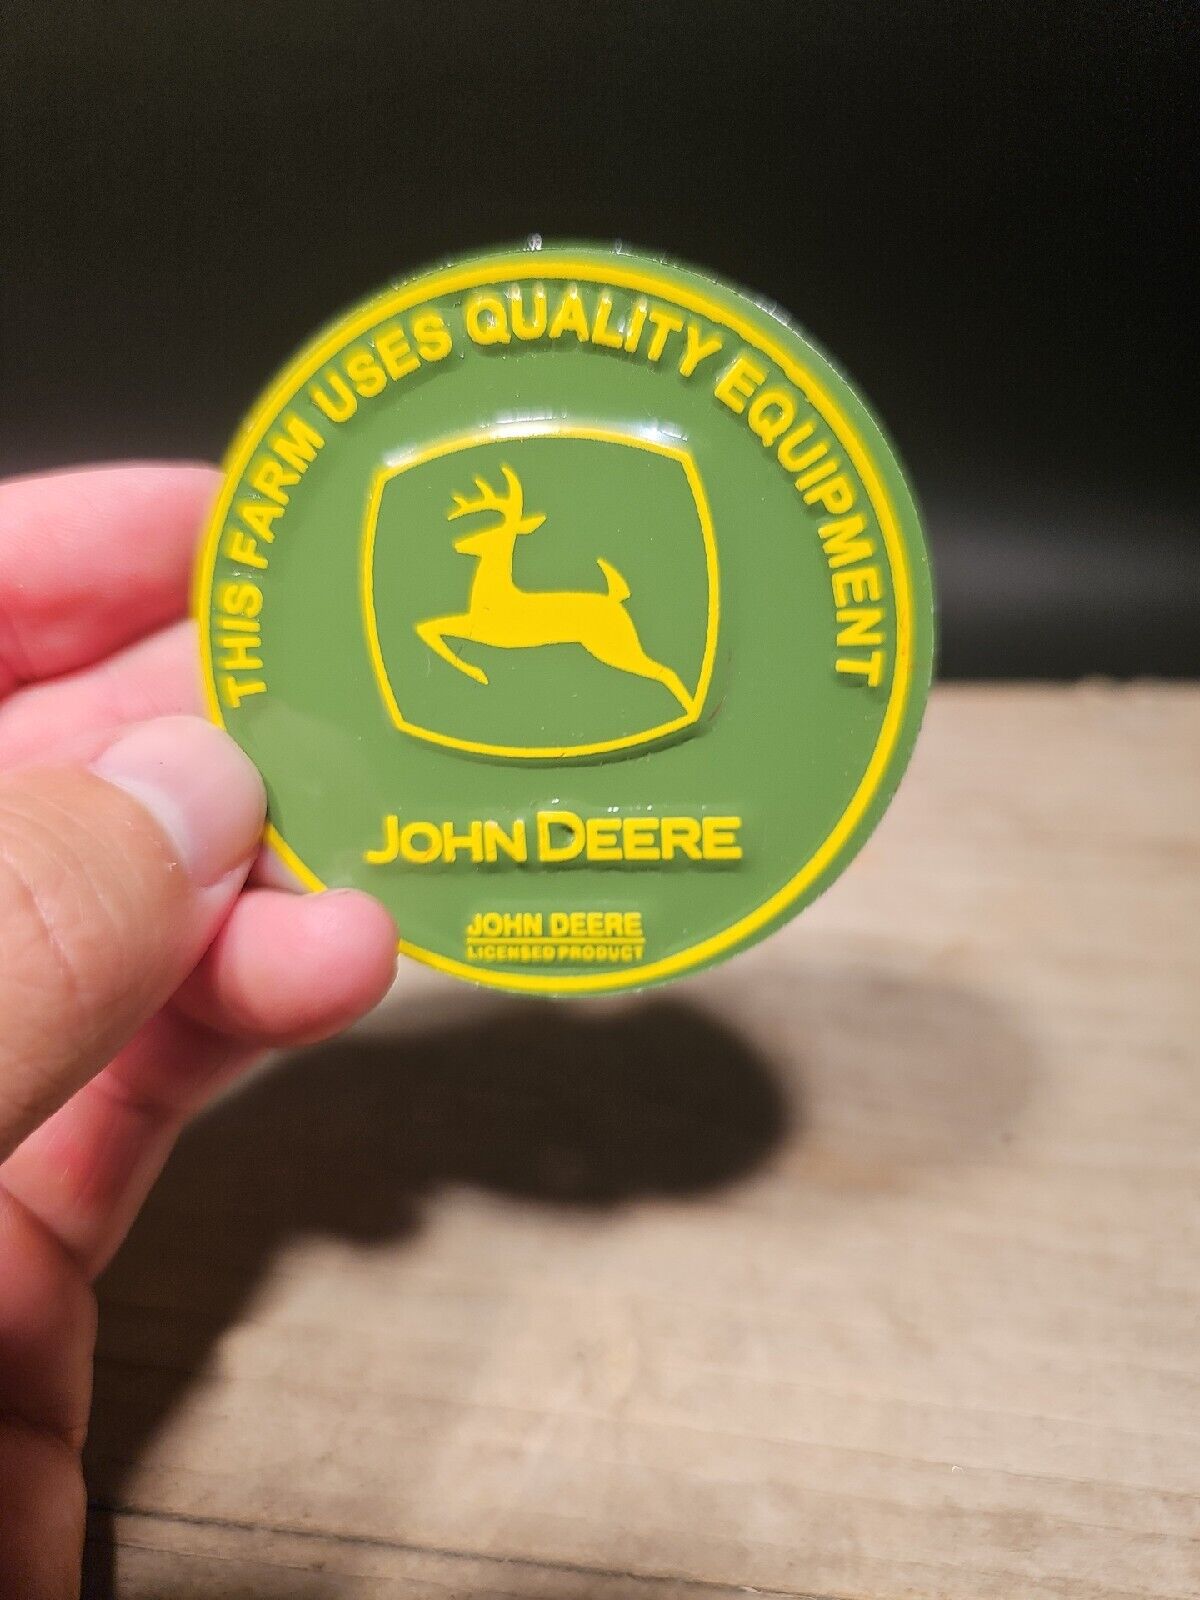 THIS FARM USES QUALITY EQUIPMENT
JOHN DEERE
JOHN DEERE
LICENSED PRODUCT